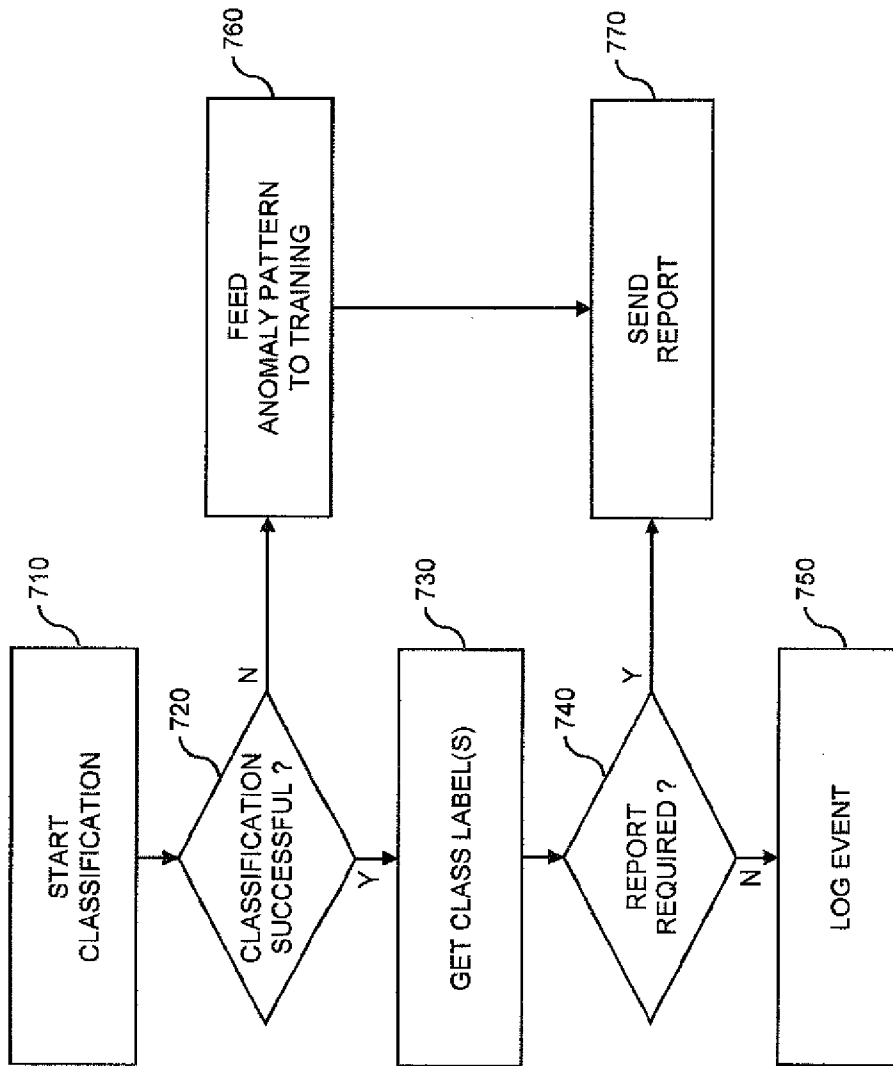 710
START
CLASSIFICATION
720
CLASSIFICATION
SUCCESSFUL ?
N
Y
760
FEED
ANOMALY PATTERN
TO TRAINING
730
GET CLASS LABEL(S)
740
REPORT
REQUIRED ?
Y
N
770
SEND
REPORT
750
LOG EVENT